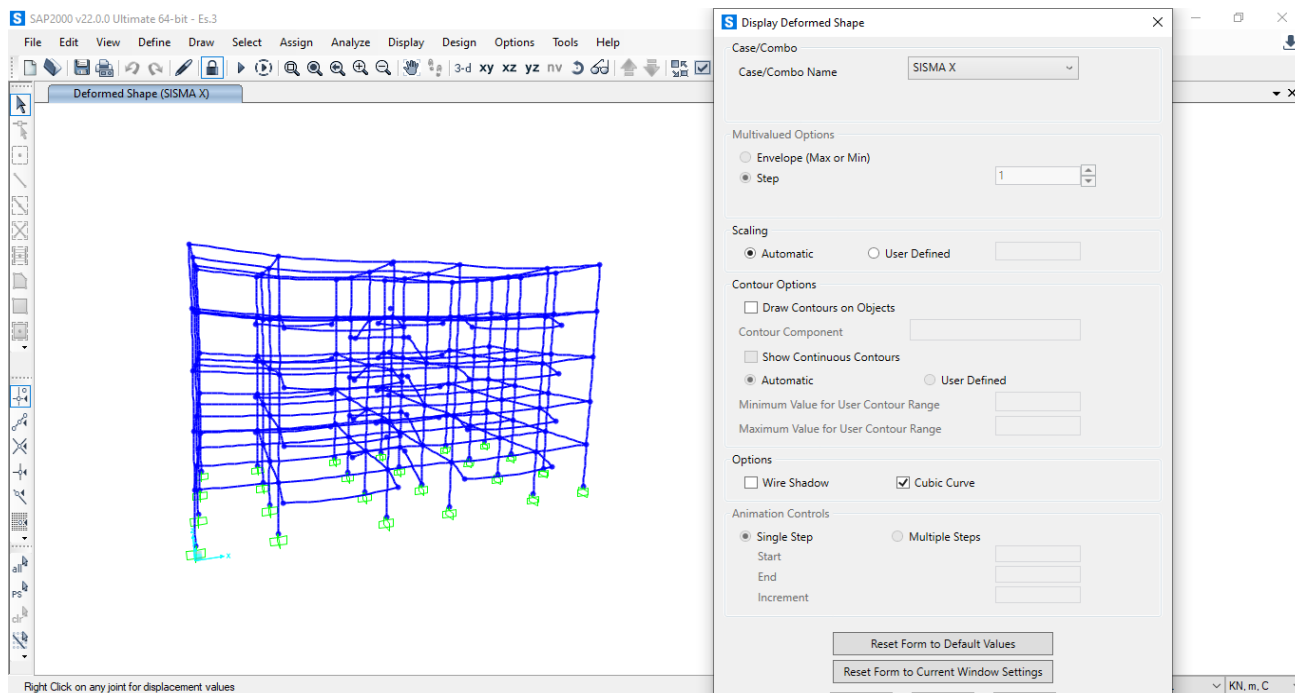 SAP2000 v22.0.0 Ultimate 64-bit - Es.3
File Edit View Define Draw Select Assign Analyze Display Design Options Tools Help
3-d xy xz yz nv
Deformed Shape (SISMA X)
all
PS
clr
X
Right Click on any joint for displacement values
Display Deformed Shape
Case/Combo
Case/Combo Name SISMA X
Multivalued Options
Envelope (Max or Min)
Step 1
Scaling
Automatic User Defined
Contour Options
Draw Contours on Objects
Contour Component
Show Continuous Contours
Automatic User Defined
Minimum Value for User Contour Range
Maximum Value for User Contour Range
Options
Wire Shadow Cubic Curve
Animation Controls
Single Step Multiple Steps
Start
End
Increment
Reset Form to Default Values
Reset Form to Current Window Settings
KN, m, C